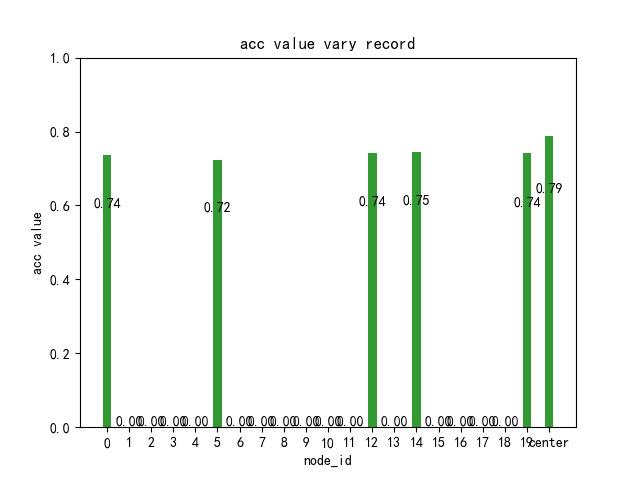 acc value vary record
acc value
1.0
0.8
0.6
0.4
0.2
0.0
0.74 0.00 0.00 0.00 0.00 0.72 0.00 0.00 0.00 0.00 0.00 0.00 0.74 0.00 0.75 0.00 0.00 0.00 0.00 0.74 0.79
0 1 2 3 4 5 6 7 8 9 10 11 12 13 14 15 16 17 18 19 center
node_id